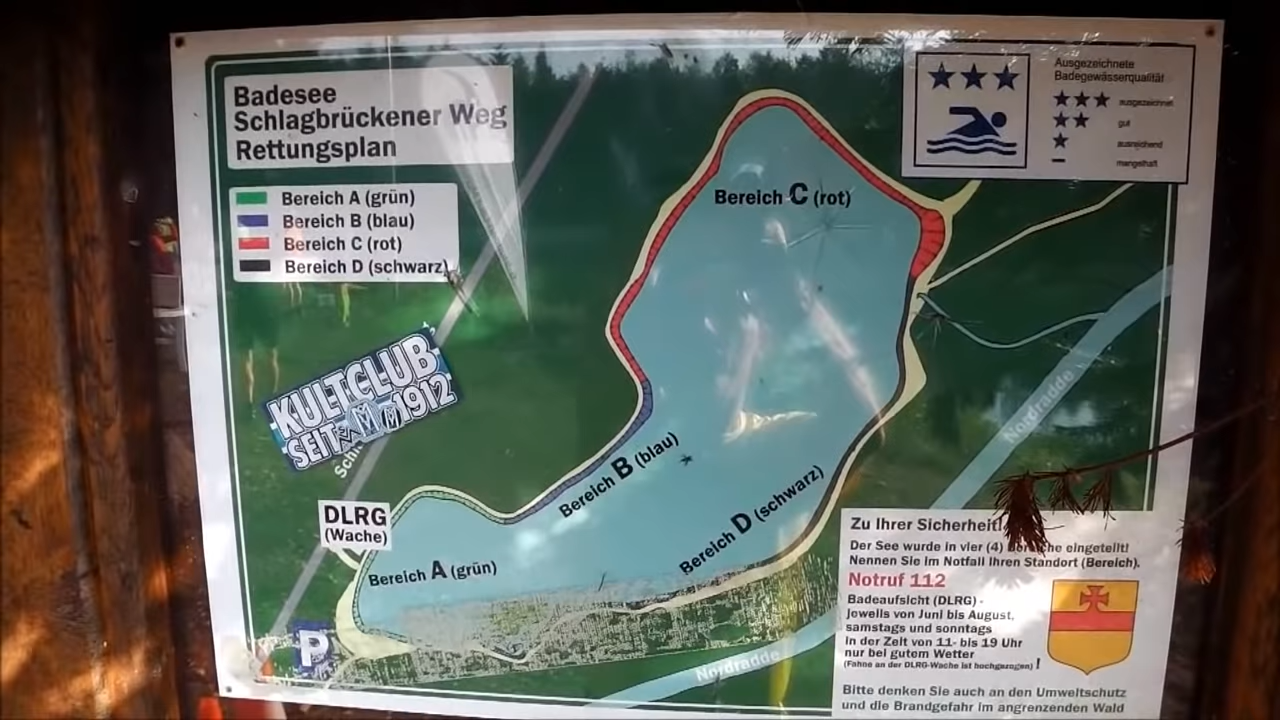 Badesee
Schlagbrückener Weg
Rettungsplan
Bereich A (grün)
Bereich B (blau)
Bereich C (rot)
Bereich D (schwarz)
Ausgezeichnete
Badegewässerqualität
ausgezeichnet
gut
ausreichend
mangelhaft
Bereich C (rot)
KULTCLUB
SEIT 1912
Nordradde
Bereich B (blau)
Bereich D (schwarz)
DLRG
(Wache)
Bereich A (grün)
P
Nordradde
Zu Ihrer Sicherheit!
Der See wurde in vier (4) Bereiche eingeteilt!
Nennen Sie im Notfall Ihren Standort (Bereich).
Notruf 112
Badeaufsicht (DLRG) -
jeweils von Juni bis August,
samstags und sonntags
in der Zeit von 11- bis 19 Uhr
nur bei gutem Wetter
(Fahne an der DLRG-Wache ist hochgezogen) !
Bitte denken Sie auch an den Umweltschutz
und die Brandgefahr im angrenzenden Wald